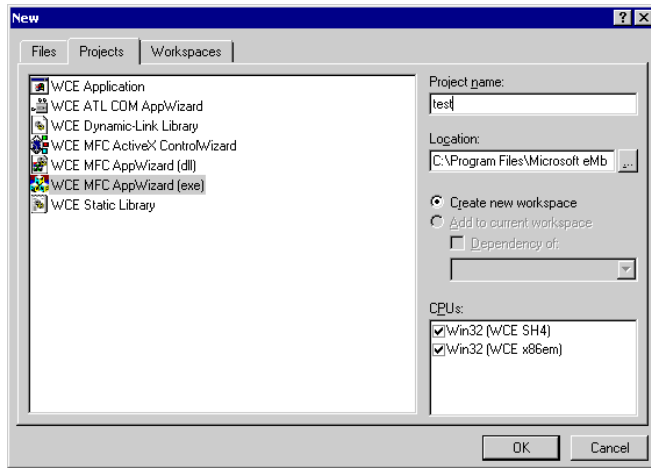 New
Files Projects Workspaces
WCE Application
WCE ATL COM AppWizard
WCE Dynamic-Link Library
WCE MFC ActiveX ControlWizard
WCE MFC AppWizard (dll)
WCE MFC AppWizard (exe)
WCE Static Library
Project name:
test
Location:
C:\Program Files\Microsoft eMb ...
Create new workspace
Add to current workspace
Dependency of:
CPUs:
Win32 (WCE SH4)
Win32 (WCE x86em)
OK Cancel